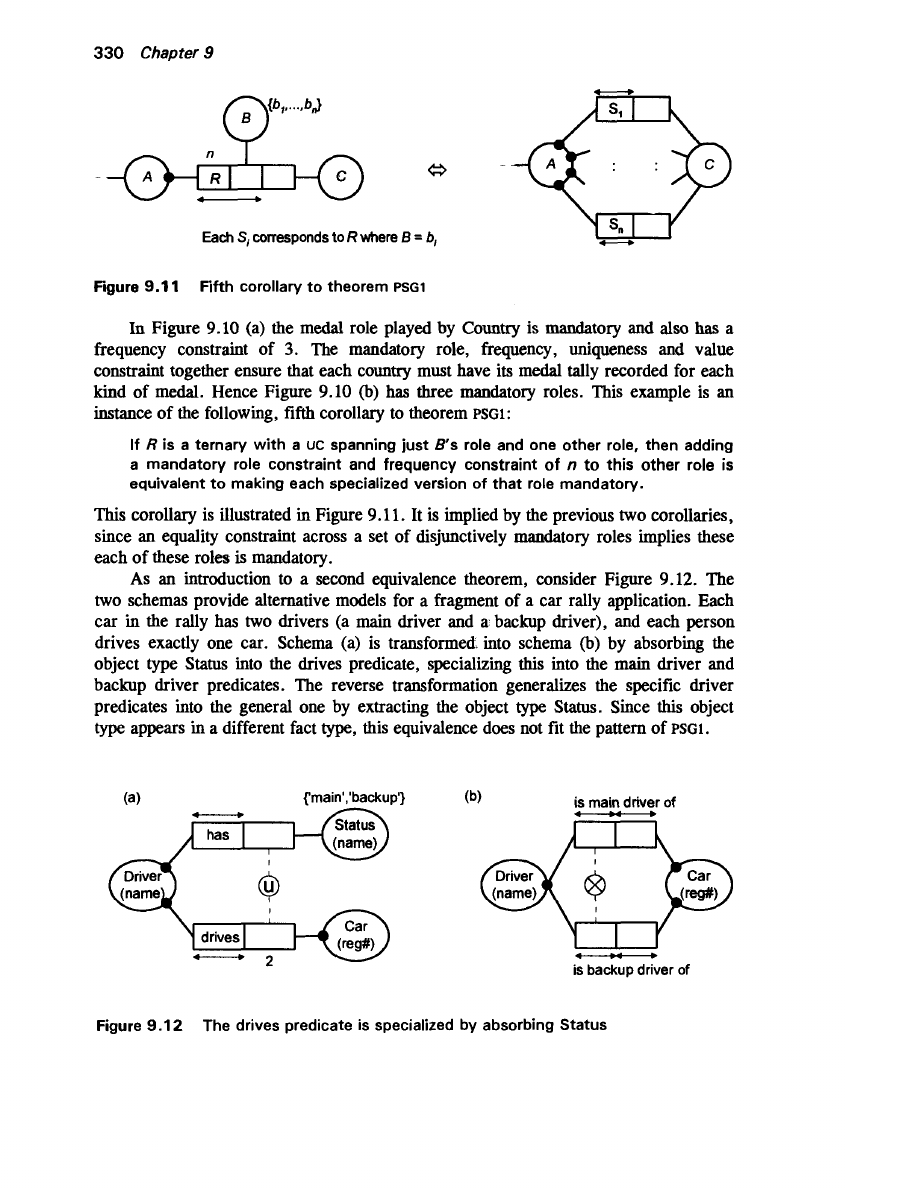 330 Chapter 9
{b1,...,bn}
B
n
A
R
C
⇔
S1
A
:
:
C
Sn
Each Si corresponds to R where B = bi
Figure 9.11 Fifth corollary to theorem PSG1
In Figure 9.10 (a) the medal role played by Country is mandatory and also has a
frequency constraint of 3. The mandatory role, frequency, uniqueness and value
constraint together ensure that each country must have its medal tally recorded for each
kind of medal. Hence Figure 9.10 (b) has three mandatory roles. This example is an
instance of the following, fifth corollary to theorem PSG1:
If R is a ternary with a UC spanning just B's role and one other role, then adding
a mandatory role constraint and frequency constraint of n to this other role is
equivalent to making each specialized version of that role mandatory.
This corollary is illustrated in Figure 9.11. It is implied by the previous two corollaries,
since an equality constraint across a set of disjunctively mandatory roles implies these
each of these roles is mandatory.
As an introduction to a second equivalence theorem, consider Figure 9.12. The
two schemas provide alternative models for a fragment of a car rally application. Each
car in the rally has two drivers (a main driver and a backup driver), and each person
drives exactly one car. Schema (a) is transformed into schema (b) by absorbing the
object type Status into the drives predicate, specializing this into the main driver and
backup driver predicates. The reverse transformation generalizes the specific driver
predicates into the general one by extracting the object type Status. Since this object
type appears in a different fact type, this equivalence does not fit the pattern of PSG1.
(a)
{'main','backup'}
has
Status
(name)
Driver
(name)
u
drives
Car
(reg#)
2
(b)
is main driver of
Driver
(name)
Car
(reg#)
is backup driver of
Figure 9.12 The drives predicate is specialized by absorbing Status